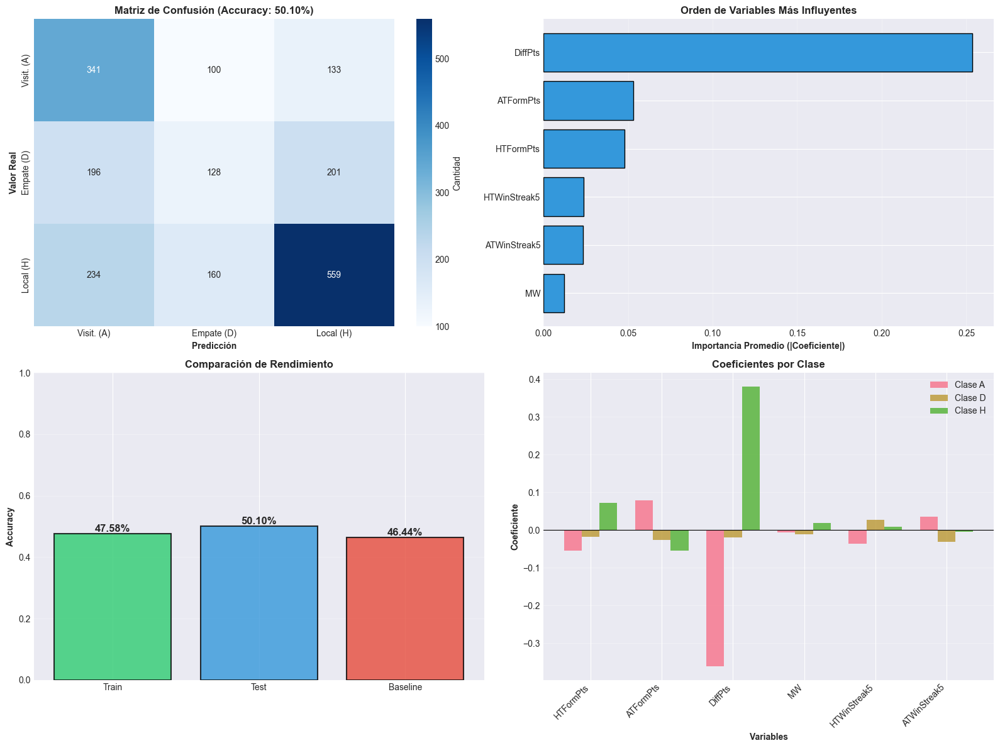 Matriz de Confusión (Accuracy: 50.10%)
Valor Real
Visit. (A)
Empate (D)
Local (H)
341 100 133
196 128 201
234 160 559
Visit. (A) Empate (D) Local (H)
Predicción
500
400
300
200
100
Cantidad
Orden de Variables Más Influyentes
DiffPts
ATFormPts
HTFormPts
HTWinStreak5
ATWinStreak5
MW
0.00 0.05 0.10 0.15 0.20 0.25
Importancia Promedio (|Coeficiente|)
Comparación de Rendimiento
Accuracy
1.0
0.8
0.6
0.4
0.2
0.0
47.58% 50.10% 46.44%
Train Test Baseline
Coeficientes por Clase
Coeficiente
0.4
0.3
0.2
0.1
0.0
−0.1
−0.2
−0.3
Clase A
Clase D
Clase H
HTFormPts ATFormPts DiffPts MW HTWinStreak5 ATWinStreak5
Variables